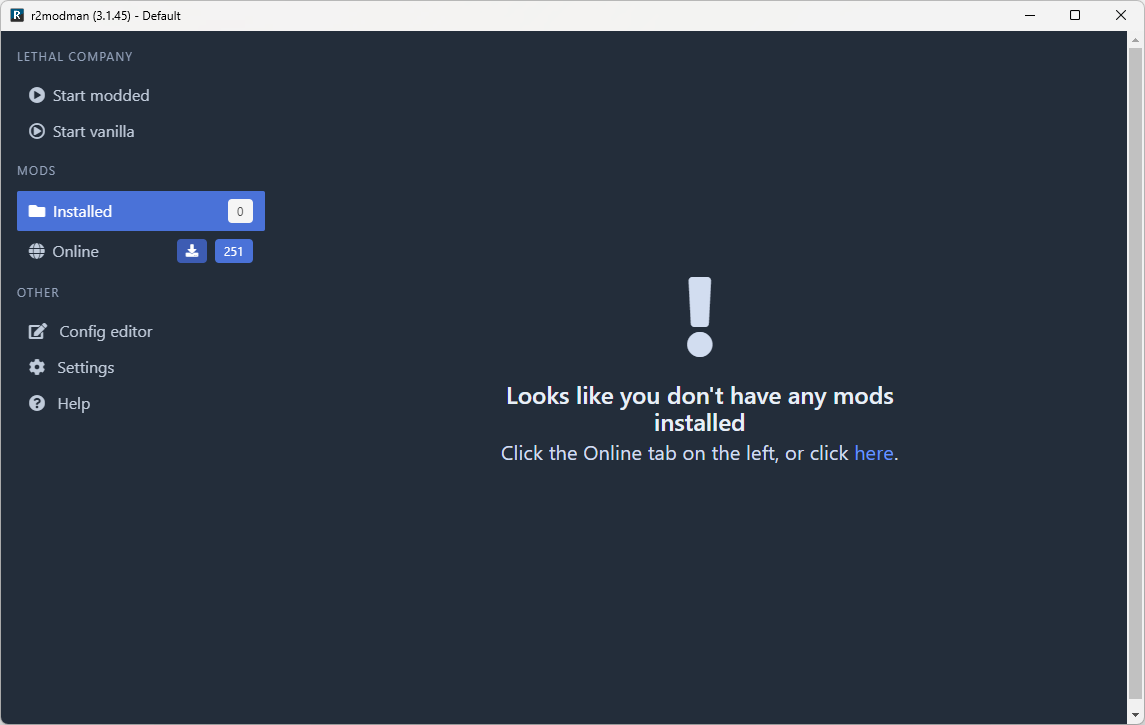 R r2modman (3.1.45) - Default
LETHAL COMPANY
Start modded
Start vanilla
MODS
Installed 0
Online 251
OTHER
Config editor
Settings
? Help
Looks like you don't have any mods
installed
Click the Online tab on the left, or click here.